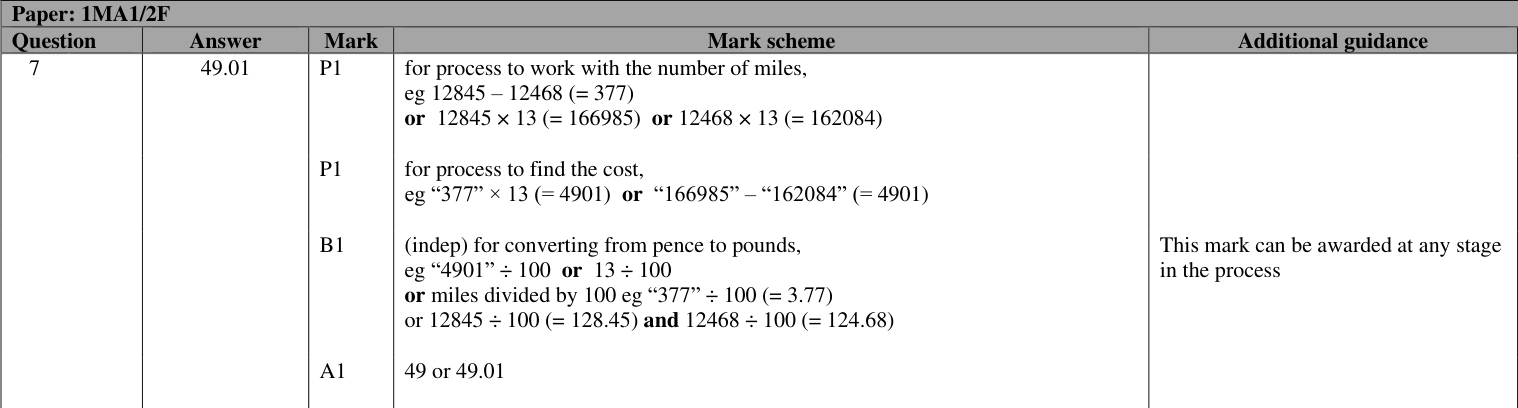 Paper: 1MA1/2F
Question Answer Mark Mark scheme Additional guidance
7 49.01 P1 for process to work with the number of miles,
eg 12845 – 12468 (= 377)
or 12845 × 13 (= 166985) or 12468 × 13 (= 162084)
P1 for process to find the cost,
eg “377” × 13 (= 4901) or “166985” – “162084” (= 4901)
B1 (indep) for converting from pence to pounds, This mark can be awarded at any stage
eg “4901” ÷ 100 or 13 ÷ 100 in the process
or miles divided by 100 eg “377” ÷ 100 (= 3.77)
or 12845 ÷ 100 (= 128.45) and 12468 ÷ 100 (= 124.68)
A1 49 or 49.01